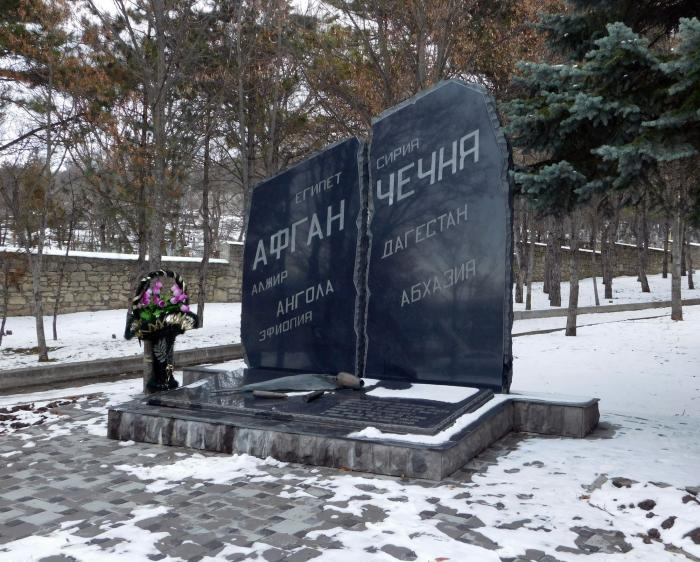 ЕГИПЕТ
АФГАН
АЛЖИР
АНГОЛА
ЭФИОПИЯ
СИРИЯ
ЧЕЧНЯ
ДАГЕСТАН
АБХАЗИЯ